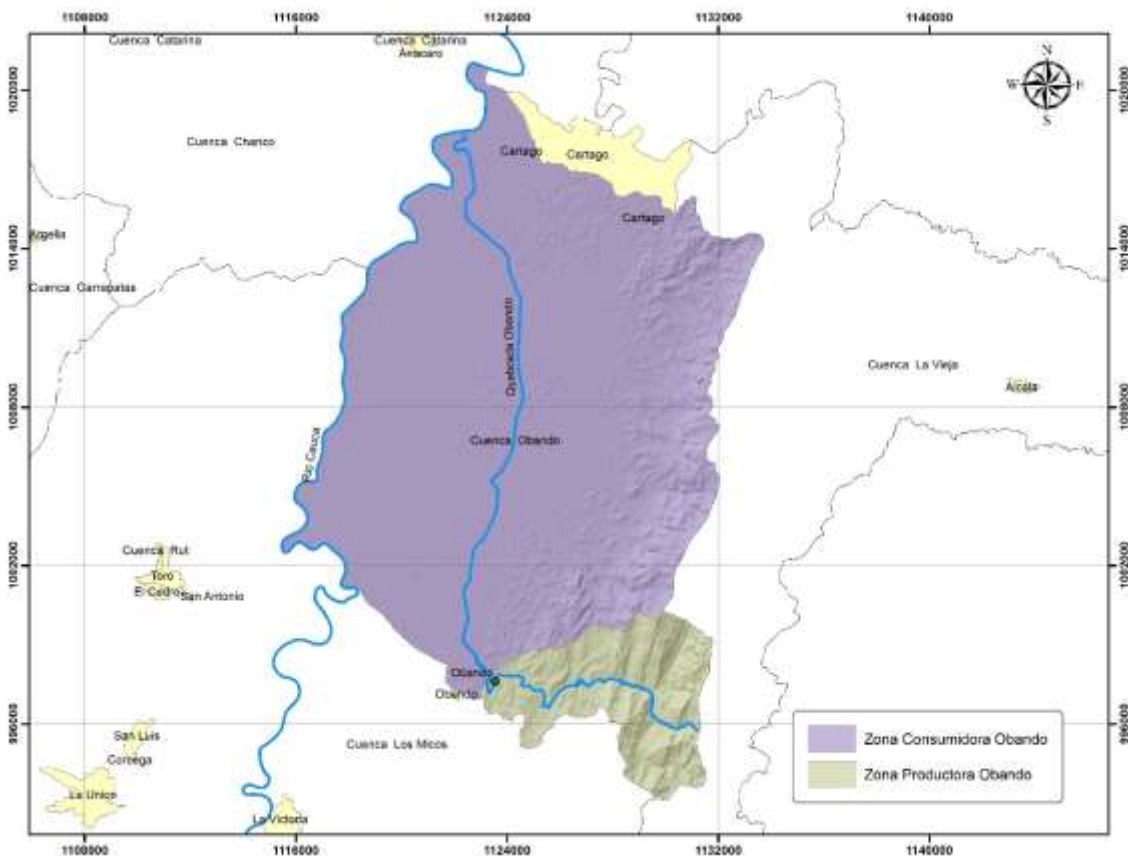 1108000 1116000 1124000 1132000 1140000
Cuenca Catarina
Cuenca Catarina
Ansicaro
N
W E
S
1020000
1020000
Cuenca Chanco
Cartago
Cartago
Cartago
1014000
1014000
Argelia
Cuenca Garrapatas
Quebrada Obando
Cuenca La Vieja
Alcala
1008000
1008000
Cuenca Obando
Rio Cauca
Cuenca Rut
Toro
El Cedro
San Antonio
1002000
1002000
Obando
Obando
996000
996000
San Luis
Corcega
Cuenca Los Micos
La Union
La Victoria
Zona Consumidora Obando
Zona Productora Obando
1108000 1116000 1124000 1132000 1140000